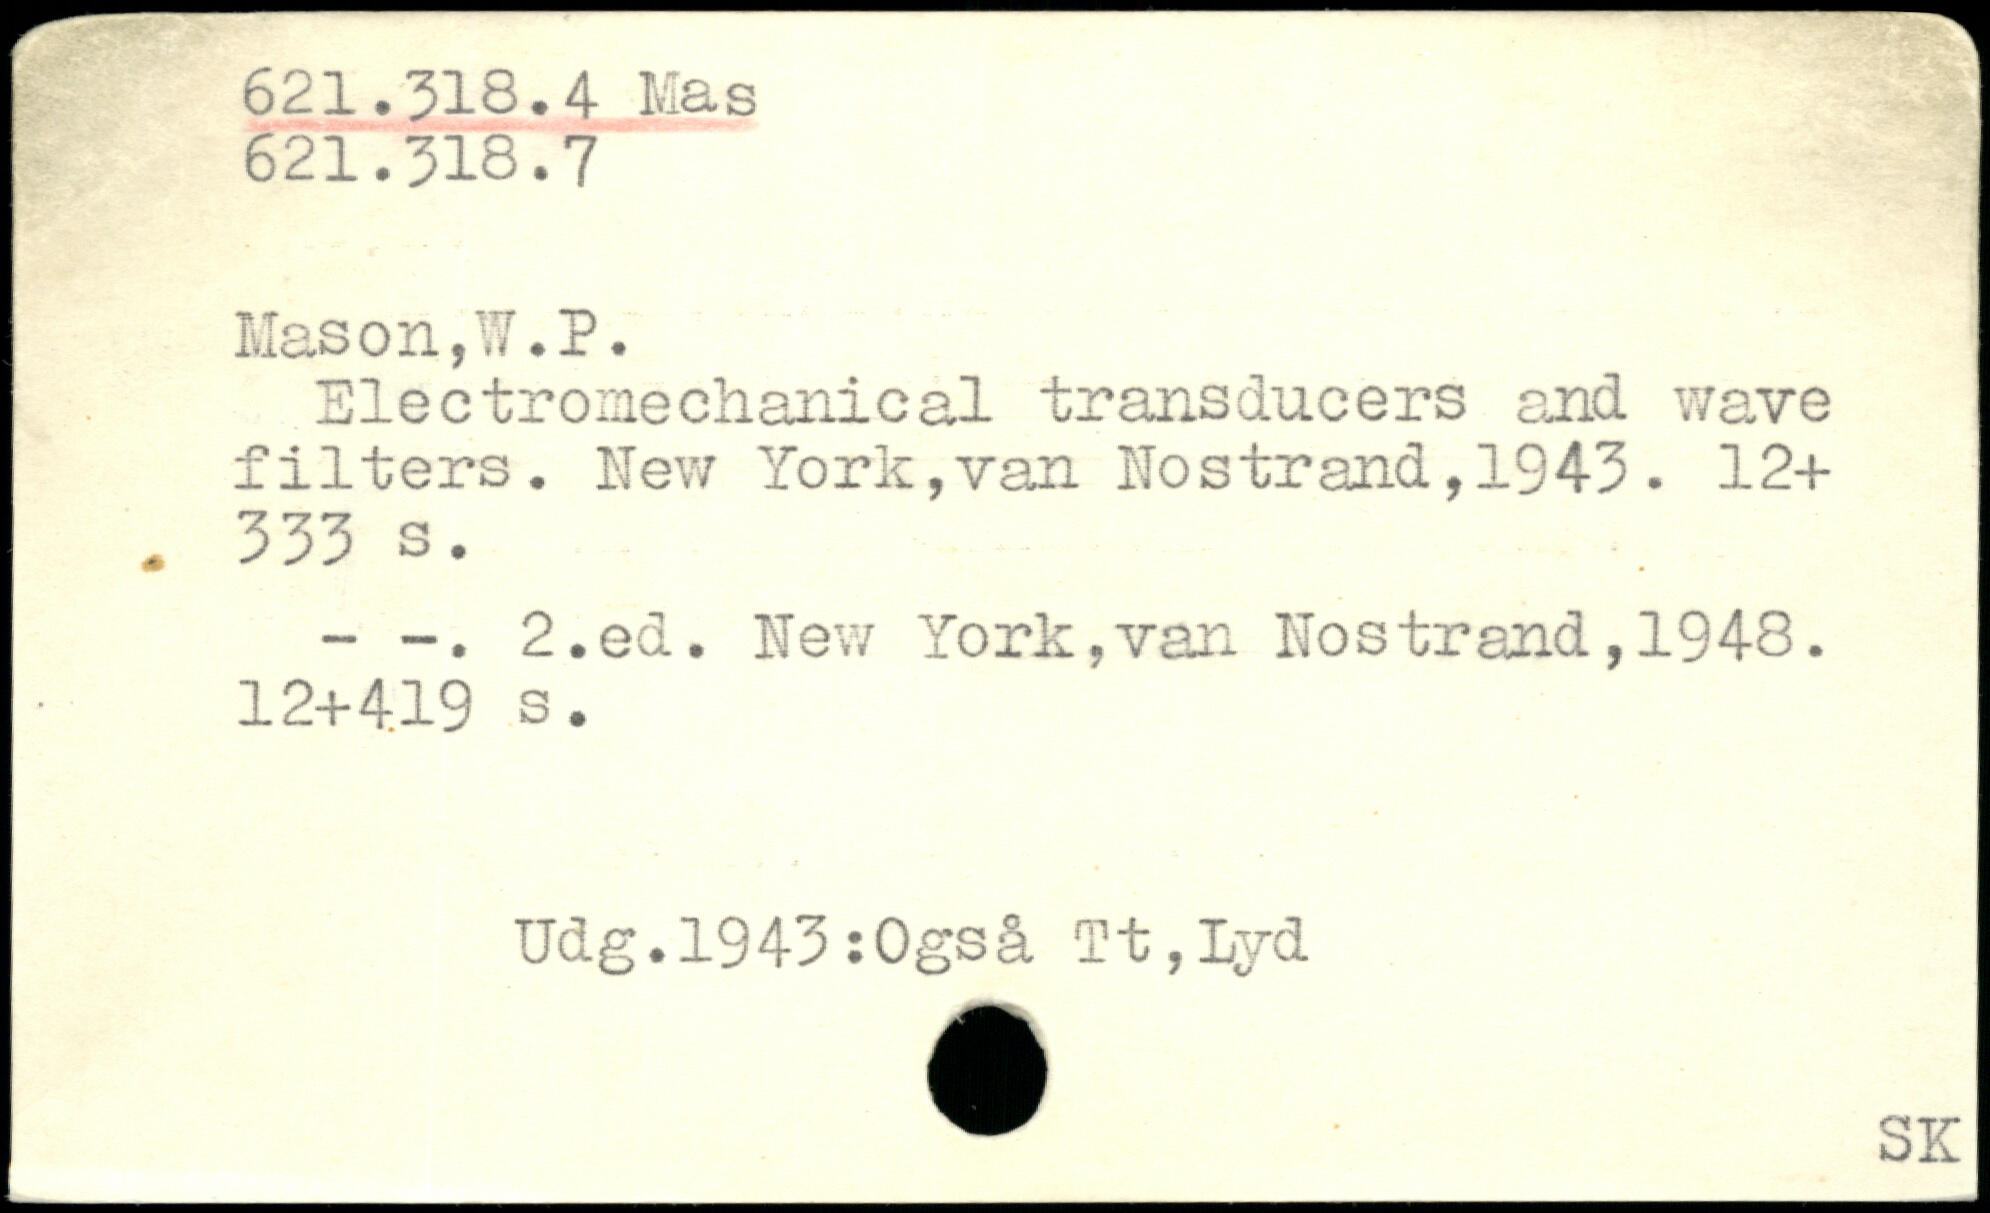 621.318.4 Mas
621.318.7
Mason,W.P.
Electromechanical transducers and wave
filters. New York,van Nostrand,1943. 12+
333 s.
- -. 2.ed. New York,van Nostrand,1948.
12+419 s.
Udg.1943:Også Tt,Lyd
SK